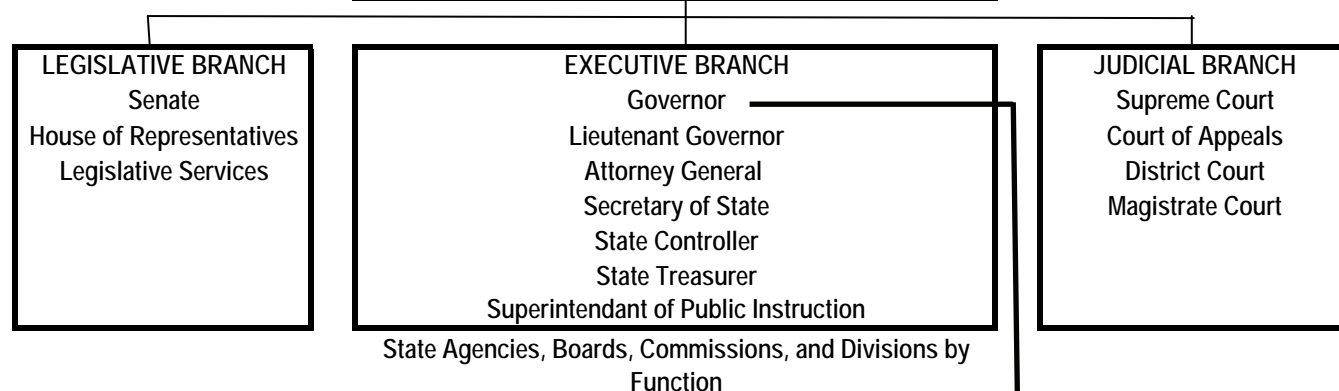 LEGISLATIVE BRANCH
Senate
House of Representatives
Legislative Services
EXECUTIVE BRANCH
Governor
Lieutenant Governor
Attorney General
Secretary of State
State Controller
State Treasurer
Superintendant of Public Instruction
JUDICIAL BRANCH
Supreme Court
Court of Appeals
District Court
Magistrate Court
State Agencies, Boards, Commissions, and Divisions by
Function